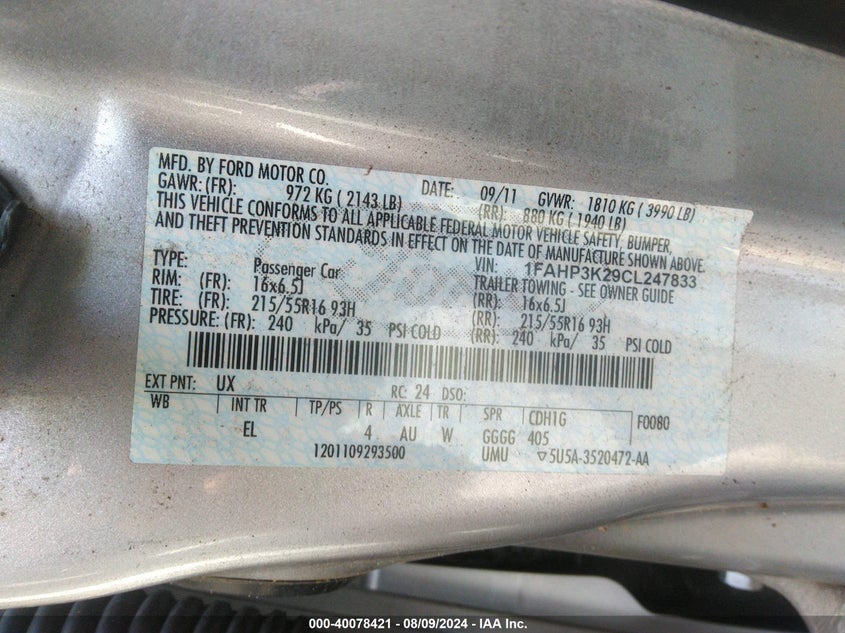 MFD. BY FORD MOTOR CO. DATE: 09/11 GVWR: 1810 KG ( 3990 LB)
GAWR: (FR): 972 KG ( 2143 LB) (RR): 880 KG ( 1940 LB)
THIS VEHICLE CONFORMS TO ALL APPLICABLE FEDERAL MOTOR VEHICLE SAFETY, BUMPER,
AND THEFT PREVENTION STANDARDS IN EFFECT ON THE DATE OF MANUFACTURE SHOWN ABOVE.
VIN: 1FAHP3K29CL247833
TYPE: Passenger Car TRAILER TOWING - SEE OWNER GUIDE
RIM: (FR): 16x6.5J (RR): 16x6.5J
TIRE: (FR): 215/55R16 93H (RR): 215/55R16 93H
PRESSURE: (FR): 240 kPa/ 35 PSI COLD (RR): 240 kPa/ 35 PSI COLD
EXT PNT: UX RC: 24 DSO:
WB INT TR TP/PS R AXLE TR SPR CDH1G F0080
EL 4 AU W GGGG 405
1201109293500 UMU ▽5U5A-3520472-AA
000-40078421 - 08/09/2024 - IAA Inc.